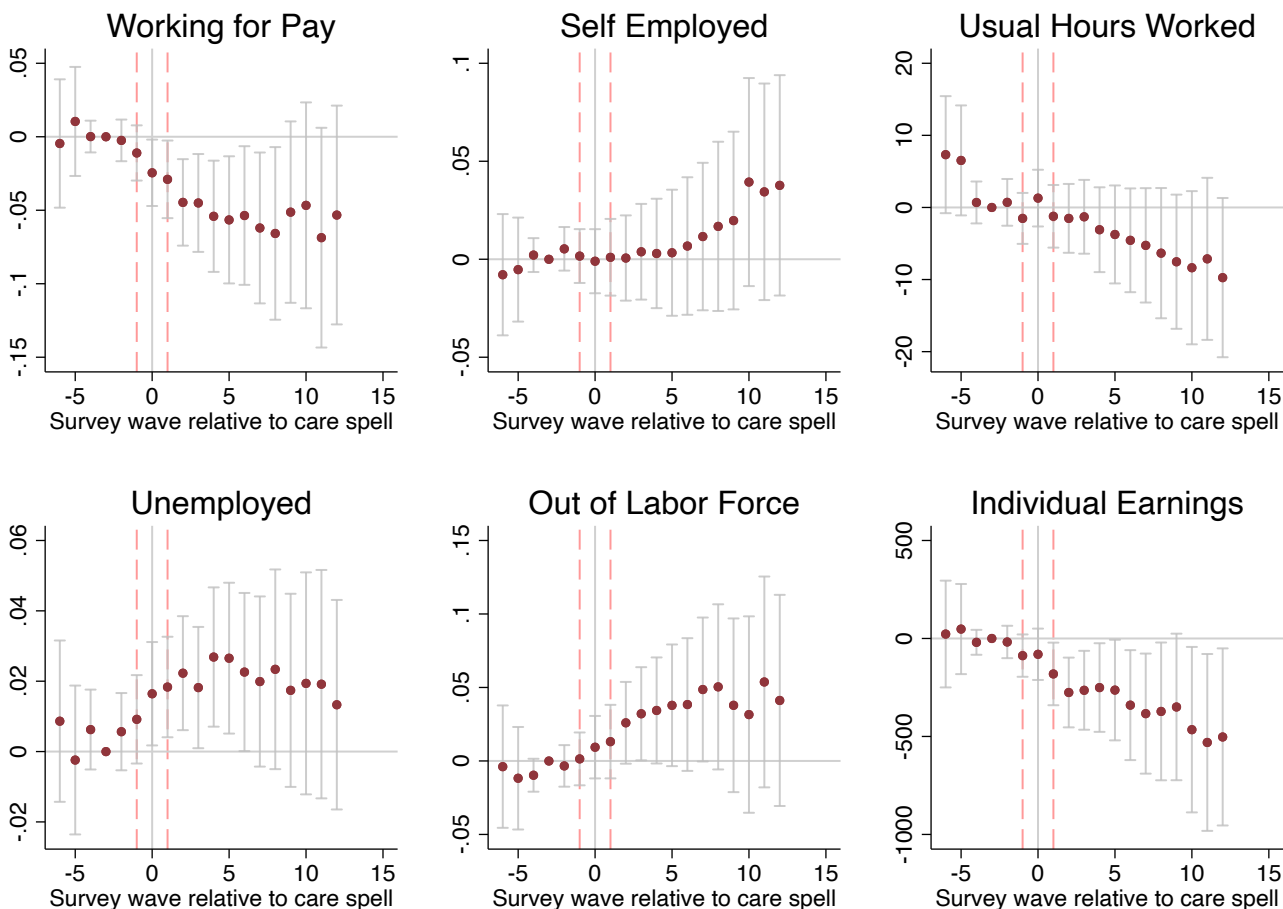 Working for Pay
.05
0
-.05
-.1
-.15
-5 0 5 10 15
Survey wave relative to care spell
Self Employed
.1
.05
0
-.05
-5 0 5 10 15
Survey wave relative to care spell
Usual Hours Worked
20
10
0
-10
-20
-5 0 5 10 15
Survey wave relative to care spell
Unemployed
.06
.04
.02
0
-.02
-5 0 5 10 15
Survey wave relative to care spell
Out of Labor Force
.15
.1
.05
0
-.05
-5 0 5 10 15
Survey wave relative to care spell
Individual Earnings
500
0
-500
-1000
-5 0 5 10 15
Survey wave relative to care spell